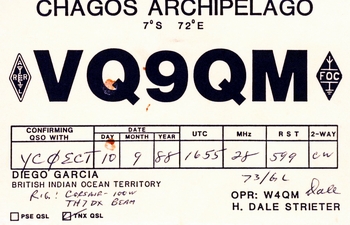 CHAGOS ARCHIPELAGO
7°S 72°E
ARRL
VQ9QM
FOC
CONFIRMING QSO WITH DATE DAY MONTH YEAR UTC MHz RST 2-WAY
YCØECT 10 9 88 1655 28 599 CW
DIEGO GARCIA 73/GL
BRITISH INDIAN OCEAN TERRITORY
RIG: CORSAIR-100W OPR: W4QM Dale
TH7DX BEAM H. DALE STRIETER
PSE QSL TNX QSL